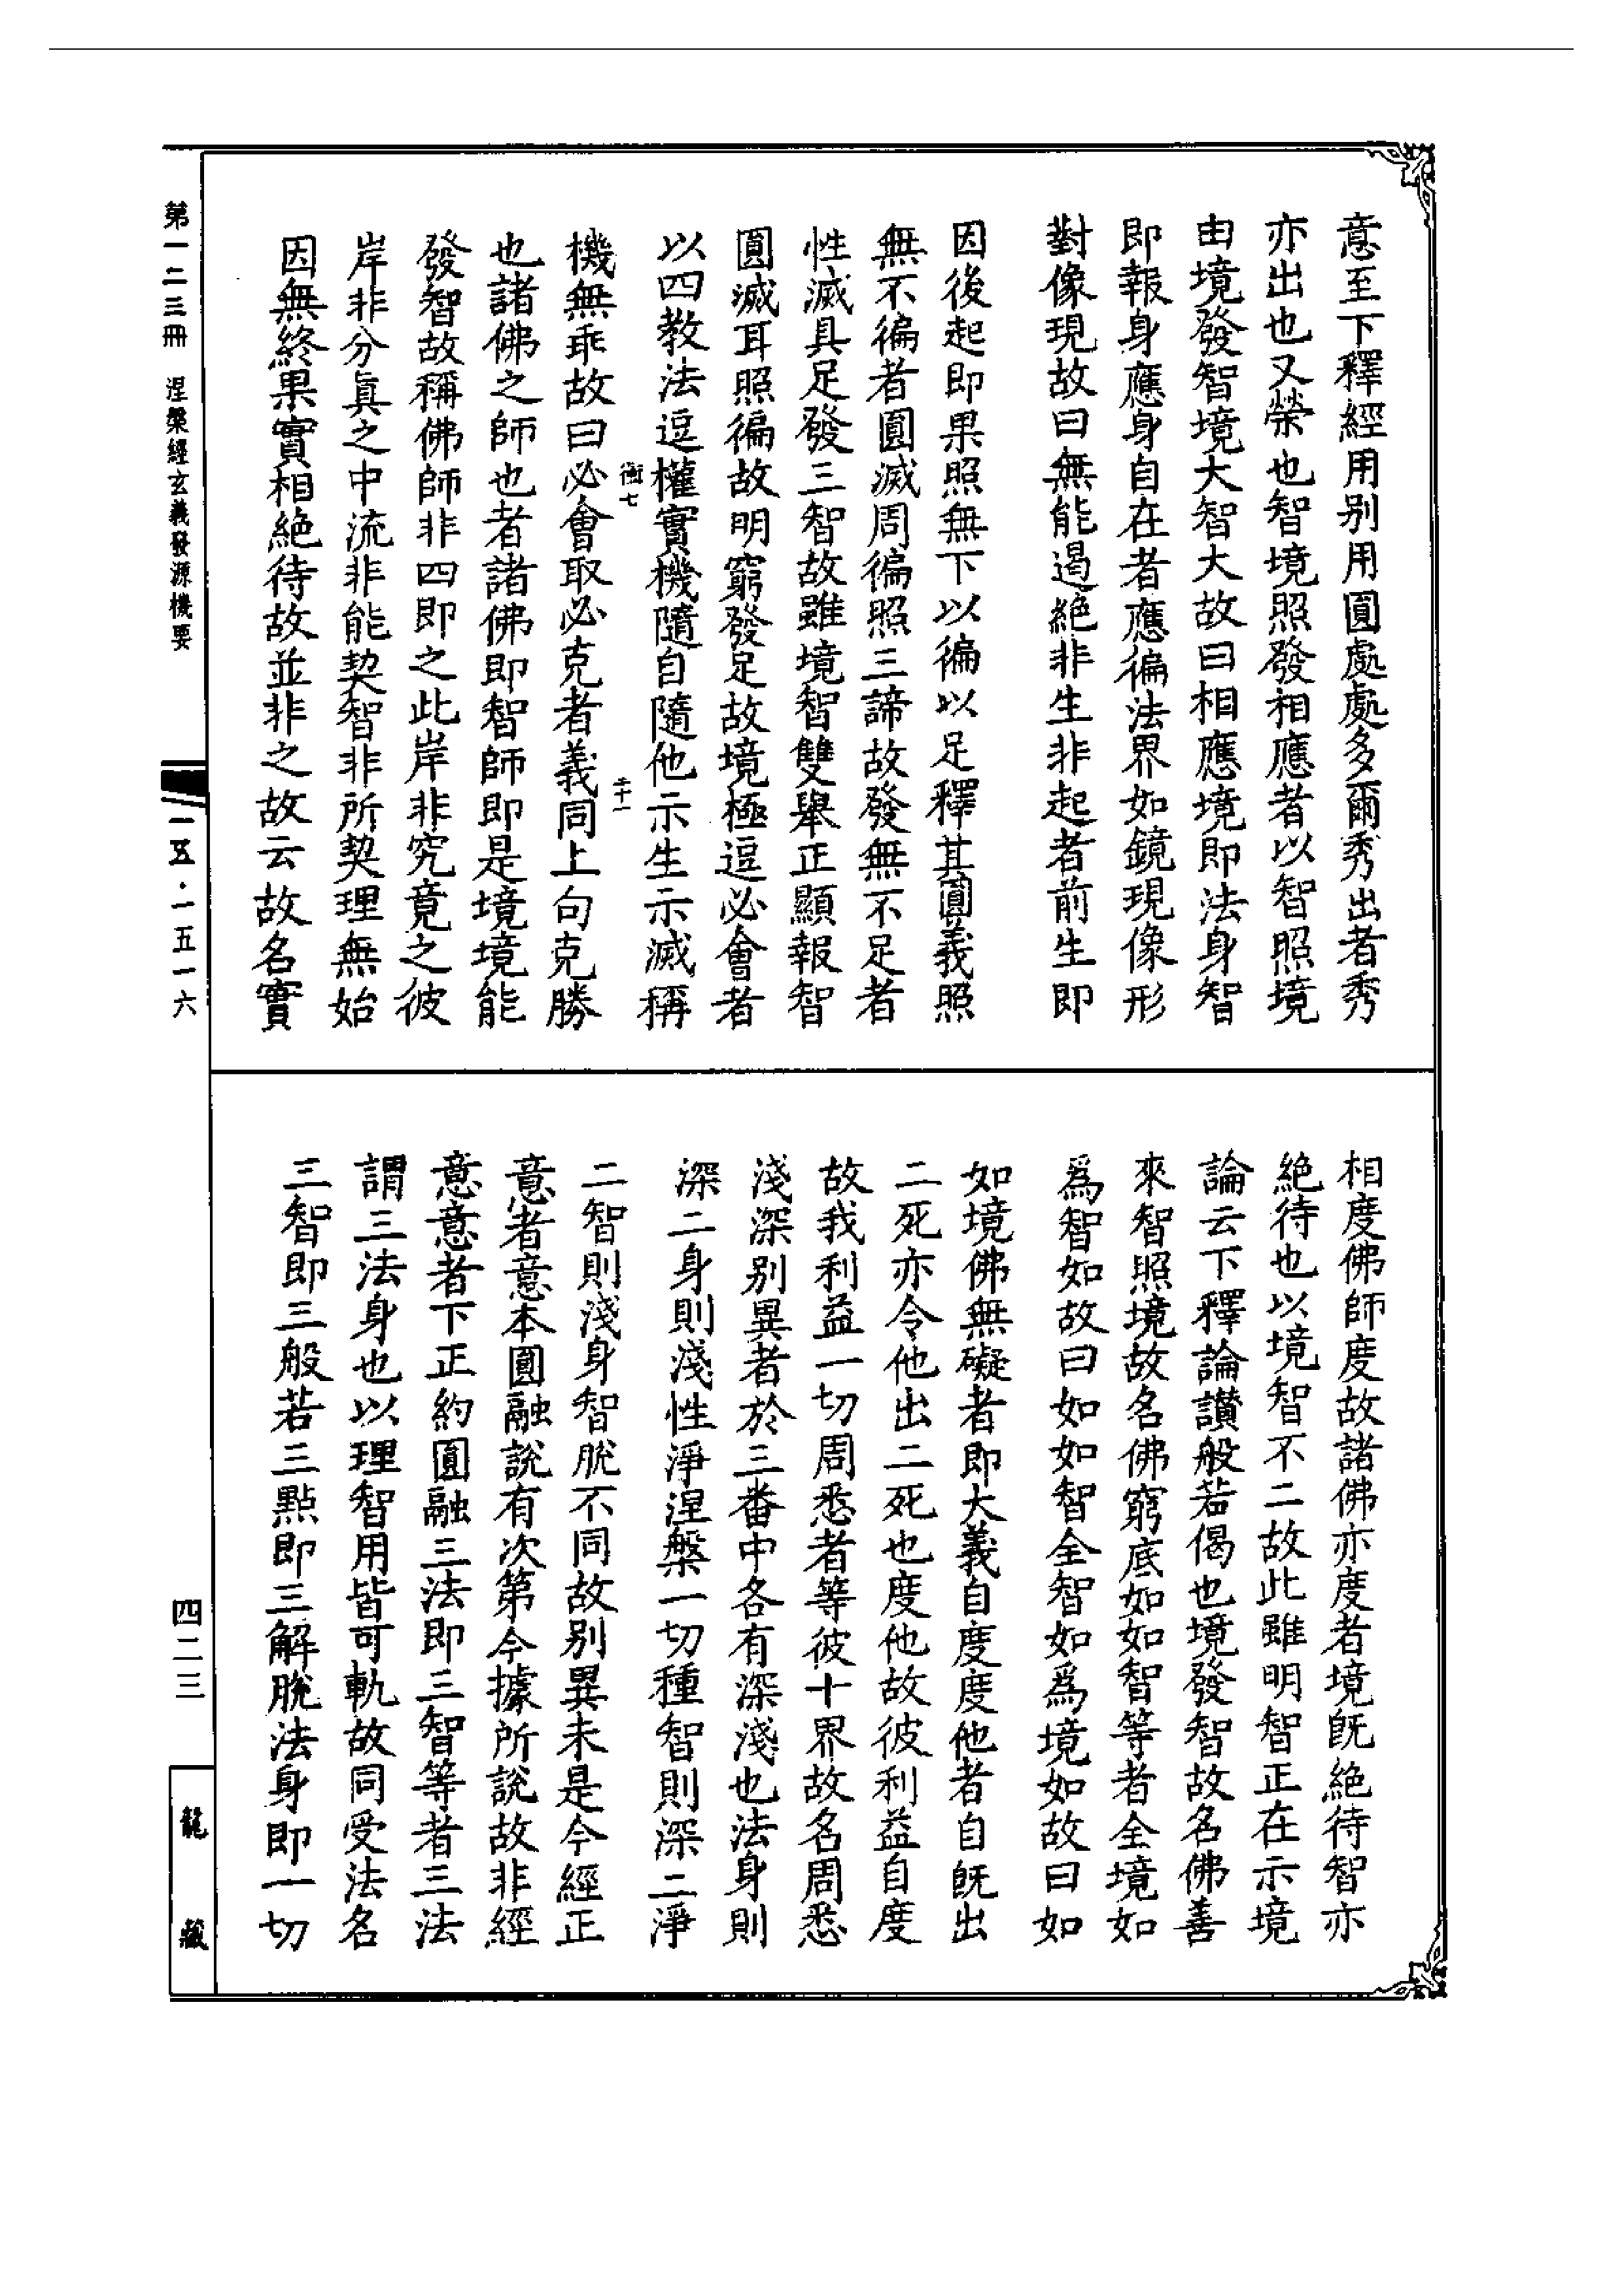 意至下釋經用别用圓處處多爾秀出者秀
亦出也又榮也智境照發相應者以智照境
由境發智境大智大故曰相應境即法身智
即報身應身自在者應徧法界如鏡現像形
對像現故曰無能遏絶非生非起者前生即
因後起即果照無下以徧以足釋其圓義照
無不徧者圓滅周徧照三諦故發無不足者
性滅具足發三智故雖境智雙舉正顯報智
圓滅耳照徧故明窮發足故境極逗必會者
以四教法逗權實機隨自隨他示生示滅稱
衡七
二十一
機無乖故曰必會取必克者義同上句克勝
也諸佛之師也者諸佛即智師即是境境能
發智故稱佛師非四即之此岸非究竟之彼
岸非分真之中流非能契智非所契理無始
因無終果實相絶待故並非之故云故名實
相度佛師度故諸佛亦度者境旣絶待智亦
絶待也以境智不二故此雖明智正在示境
論云下釋論讃般若偈也境發智故名佛善
來智照境故名佛窮底如如智等者全境如
爲智如故曰如如智全智如爲境如故曰如
如境佛無礙者即大義自度度他者自旣出
二死亦令他出二死也度他故彼利益自度
故我利益一切周悉者等彼十界故名周悉
淺深别異者於三番中各有深淺也法身則
深二身則淺性淨涅槃一切種智則深二淨
二智則淺身智脫不同故别異未是今經正
意者意本圓融說有次第今據所說故非經
意意者下正約圓融三法即三智等者三法
謂三法身也以理智用皆可軌故同受法名
三智即三般若三點即三解脫法身即一切
第一二三冊　涅槃經玄義發源機要
一五·一五一六
四二三
龍藏